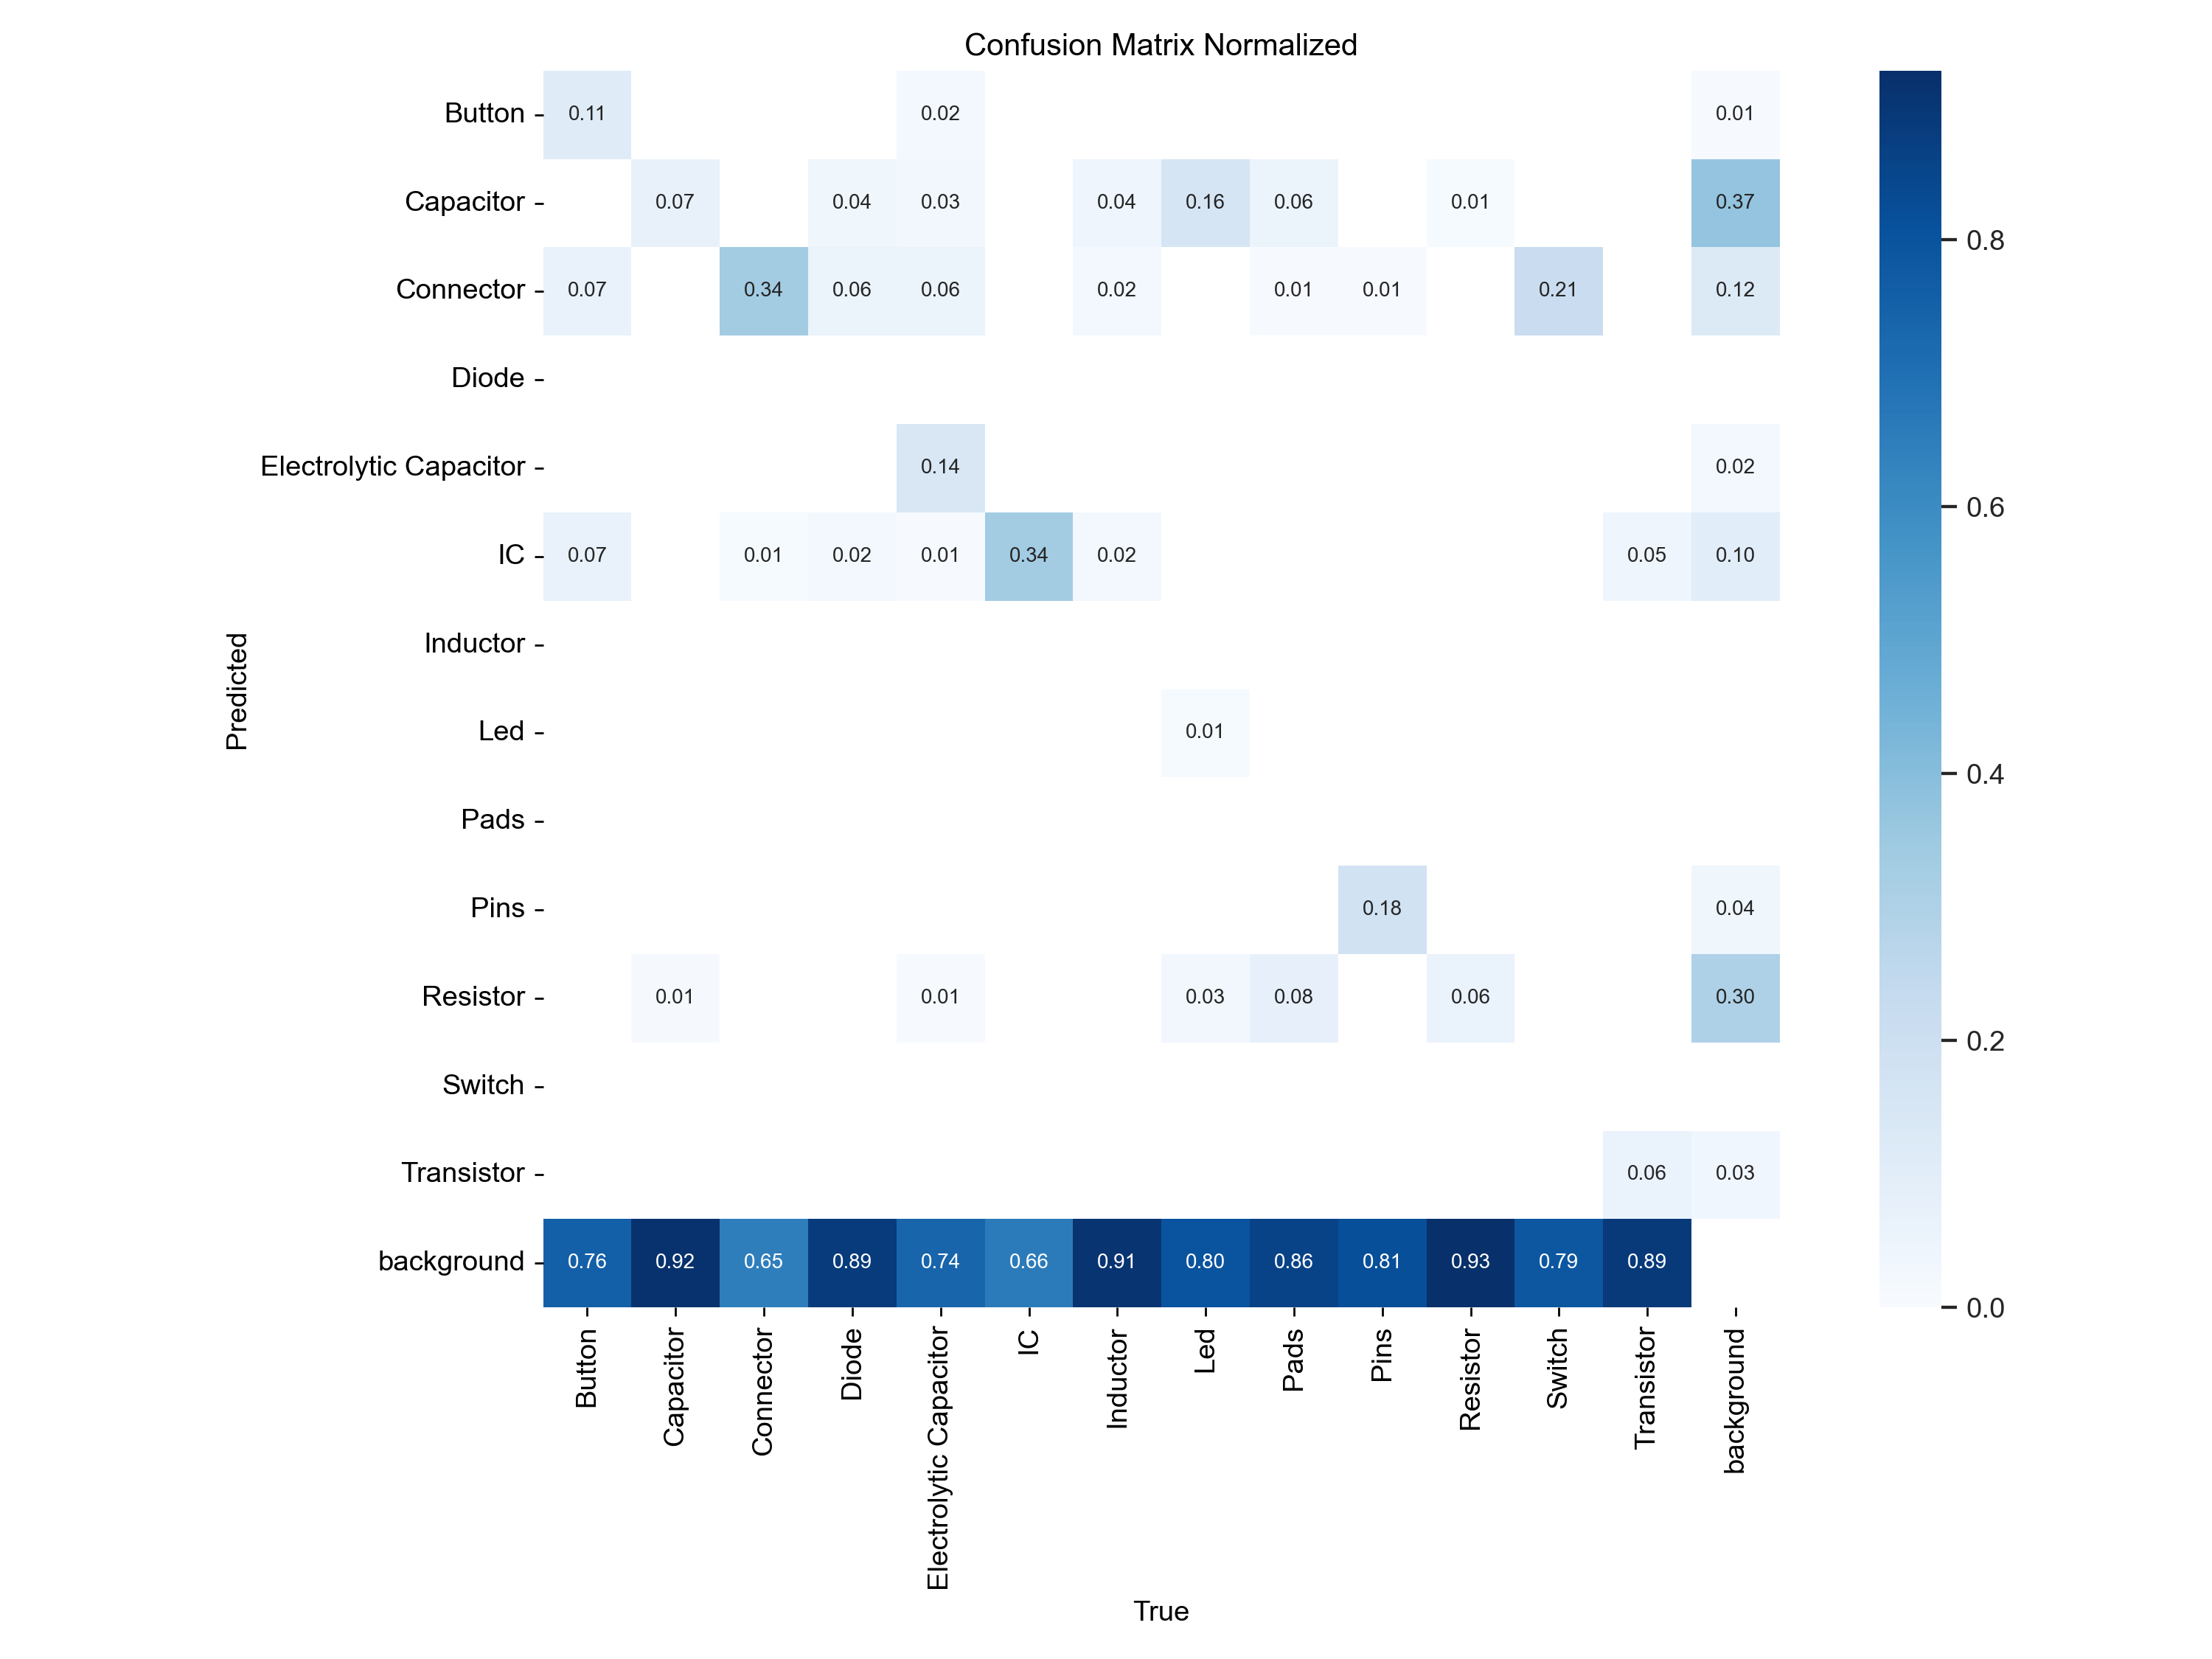 Confusion Matrix Normalized
Button 0.11 0.02 0.01
Capacitor 0.07 0.04 0.03 0.04 0.16 0.06 0.01 0.37
Connector 0.07 0.34 0.06 0.06 0.02 0.01 0.01 0.21 0.12
Diode
Electrolytic Capacitor 0.14 0.02
IC 0.07 0.01 0.02 0.01 0.34 0.02 0.05 0.10
Inductor
Led 0.01
Pads
Pins 0.18 0.04
Resistor 0.01 0.01 0.03 0.08 0.06 0.30
Switch
Transistor 0.06 0.03
background 0.76 0.92 0.65 0.89 0.74 0.66 0.91 0.80 0.86 0.81 0.93 0.79 0.89
Predicted
Button
Capacitor
Connector
Diode
Electrolytic Capacitor
IC
Inductor
Led
Pads
Pins
Resistor
Switch
Transistor
background
True
0.8
0.6
0.4
0.2
0.0